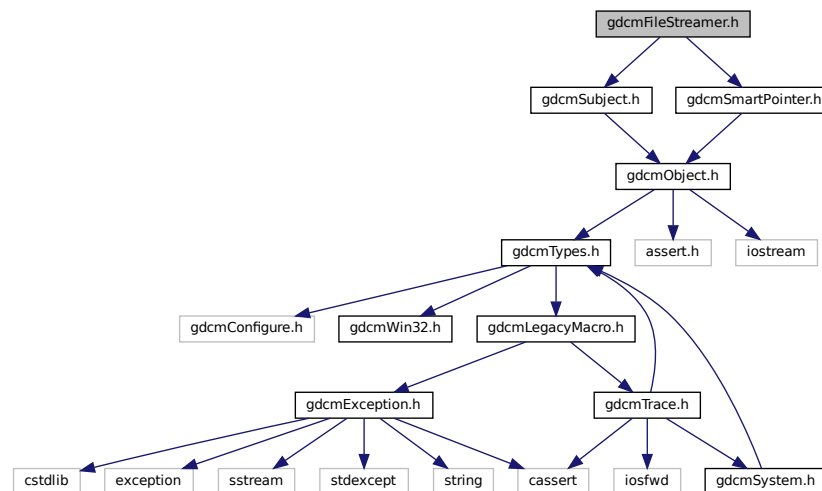 gdcmFileStreamer.h
gdcmSubject.h
gdcmSmartPointer.h
gdcmObject.h
gdcmTypes.h
assert.h
iostream
gdcmConfigure.h
gdcmWin32.h
gdcmLegacyMacro.h
gdcmException.h
gdcmTrace.h
cstdlib
exception
sstream
stdexcept
string
cassert
iosfwd
gdcmSystem.h